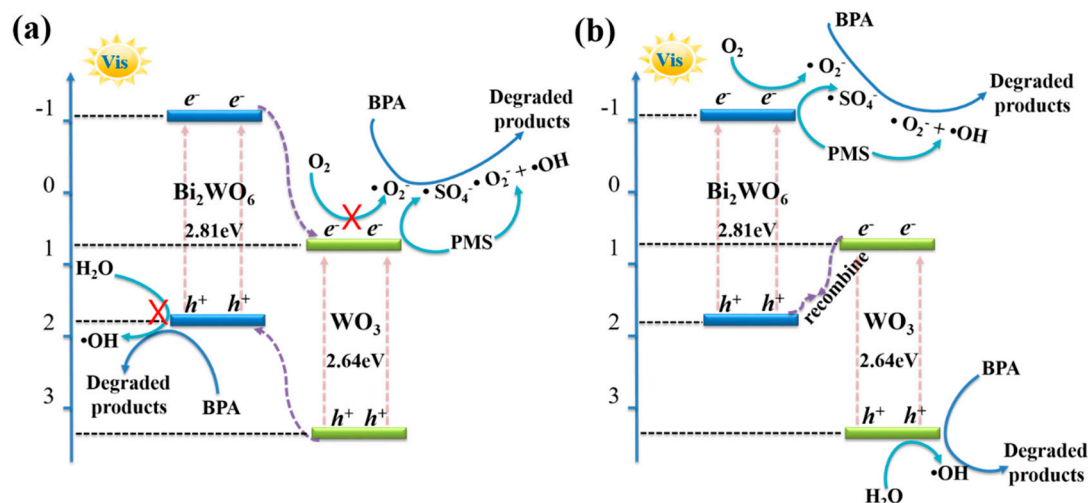 (a)
Vis
-1
0
1
2
3
e⁻ e⁻
Bi₂WO₆
2.81eV
h⁺ h⁺
H₂O
X
•OH
Degraded
products
BPA
O₂
X
•O₂⁻
•SO₄⁻
•O₂⁻ + •OH
BPA
Degraded
products
PMS
e⁻ e⁻
WO₃
2.64eV
h⁺ h⁺
(b)
Vis
-1
0
1
2
3
O₂
•O₂⁻
•SO₄⁻
•O₂⁻ + •OH
BPA
Degraded
products
PMS
e⁻ e⁻
Bi₂WO₆
2.81eV
h⁺ h⁺
recombine
e⁻ e⁻
WO₃
2.64eV
h⁺ h⁺
BPA
H₂O
•OH
Degraded
products